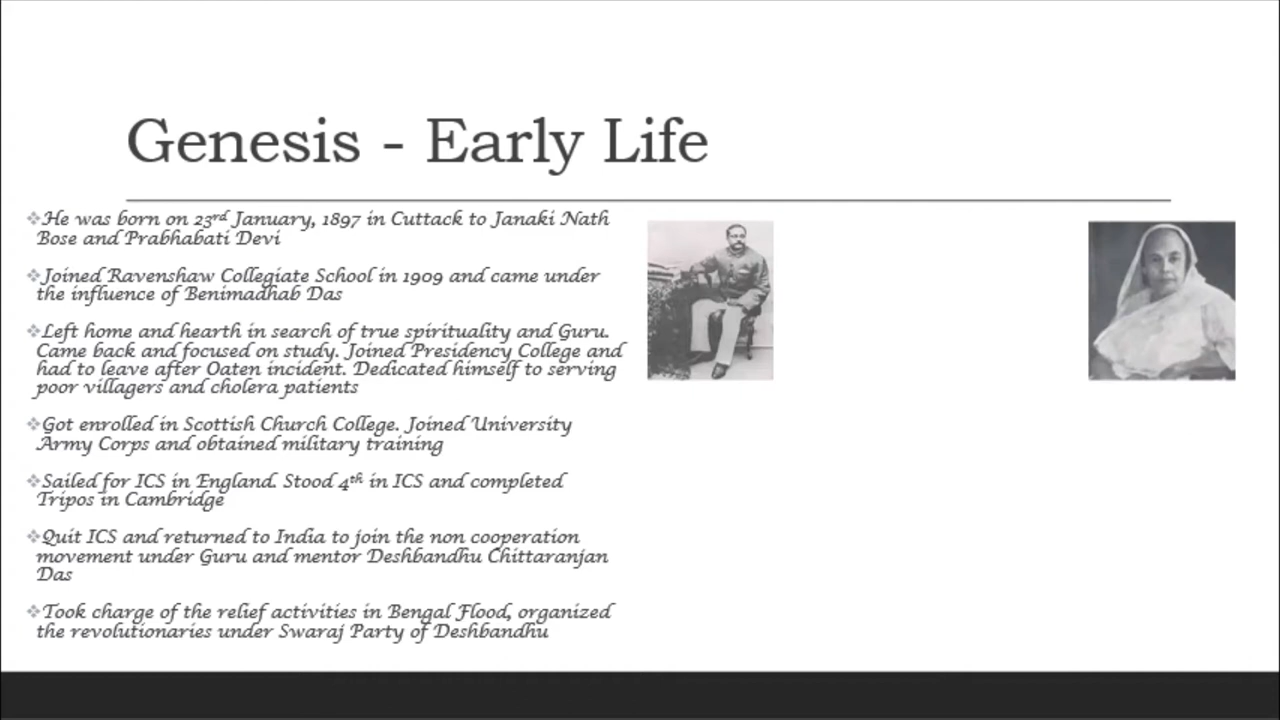 Genesis - Early Life
❖He was born on 23rd January, 1897 in Cuttack to Janaki Nath
Bose and Prabhabati Devi
❖Joined Ravenshaw Collegiate School in 1909 and came under
the influence of Benimadhab Das
❖Left home and hearth in search of true spirituality and Guru.
Came back and focused on study. Joined Presidency College and
had to leave after Oaten incident. Dedicated himself to serving
poor villagers and cholera patients
❖Got enrolled in Scottish Church College. Joined University
Army Corps and obtained military training
❖Sailed for ICS in England. Stood 4th in ICS and completed
Tripos in Cambridge
❖Quit ICS and returned to India to join the non cooperation
movement under Guru and mentor Deshbandhu Chittaranjan
Das
❖Took charge of the relief activities in Bengal Flood, organized
the revolutionaries under Swaraj Party of Deshbandhu